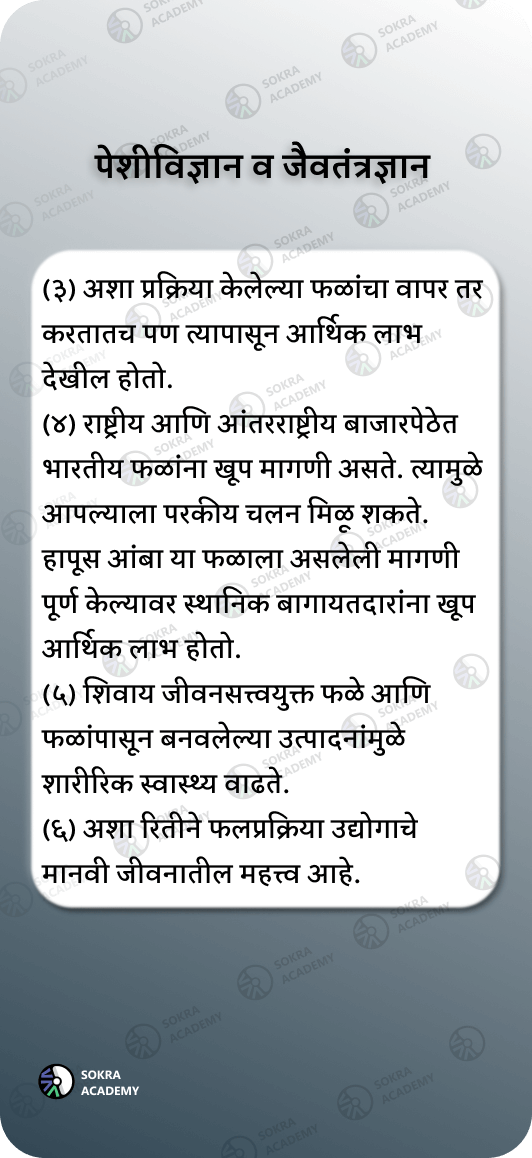 पेशीविज्ञान व जैवतंत्रज्ञान
(३) अशा प्रक्रिया केलेल्या फळांचा वापर तर
करतातच पण त्यापासून आर्थिक लाभ
देखील होतो.
(४) राष्ट्रीय आणि आंतरराष्ट्रीय बाजारपेठेत
भारतीय फळांना खूप मागणी असते. त्यामुळे
आपल्याला परकीय चलन मिळू शकते.
हापूस आंबा या फळाला असलेली मागणी
पूर्ण केल्यावर स्थानिक बागायतदारांना खूप
आर्थिक लाभ होतो.
(५) शिवाय जीवनसत्त्वयुक्त फळे आणि
फळांपासून बनवलेल्या उत्पादनांमुळे
शारीरिक स्वास्थ्य वाढते.
(६) अशा रितीने फलप्रक्रिया उद्योगाचे
मानवी जीवनातील महत्त्व आहे.
SOKRA
ACADEMY